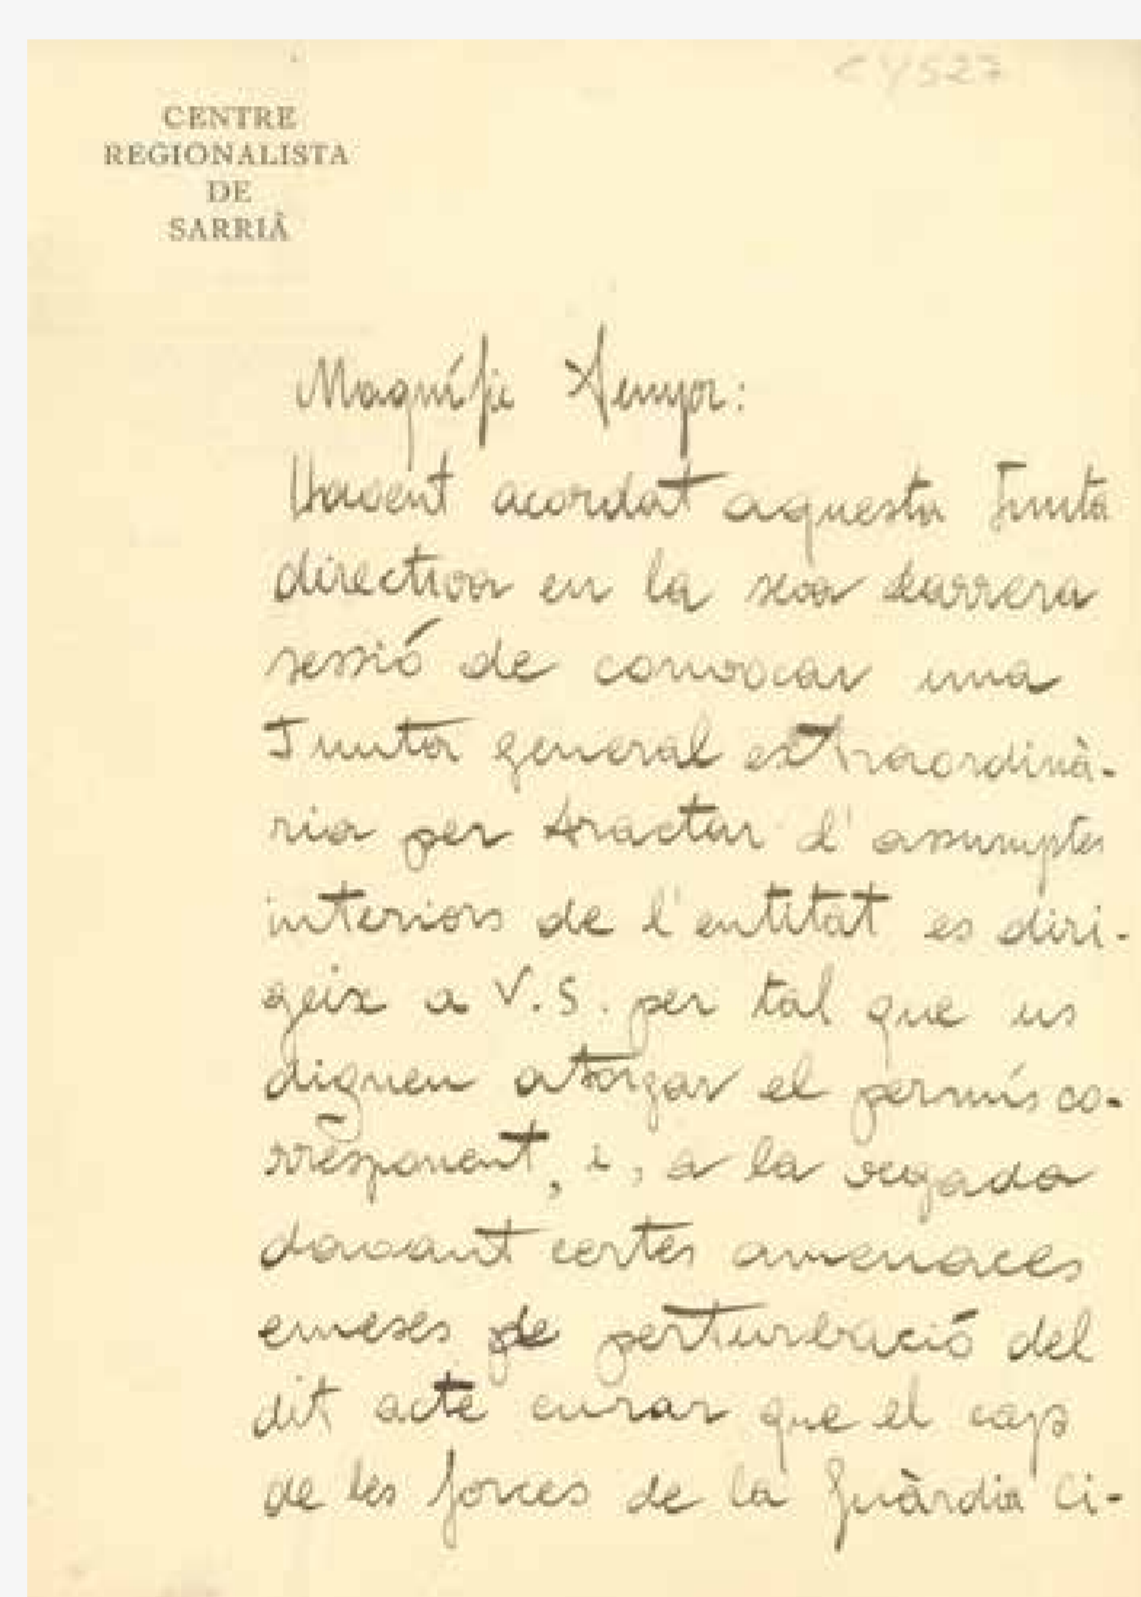 CY527
CENTRE
REGIONALISTA
DE
SARRIÀ
Magnífic Senyor:
Havent acordat aquesta Junta
directiva en la seva darrera
sessió de convocar una
Junta general extraordinà-
ria per tractar d'assumptes
interiors de l'entitat es diri-
geix a V.S. per tal que us
digneu atorgar el permís co-
rresponent, i, a la vegada
davant certes amenaces
emeses de perturbació del
dit acte curar que el cap
de les forces de la Guàrdia Ci-